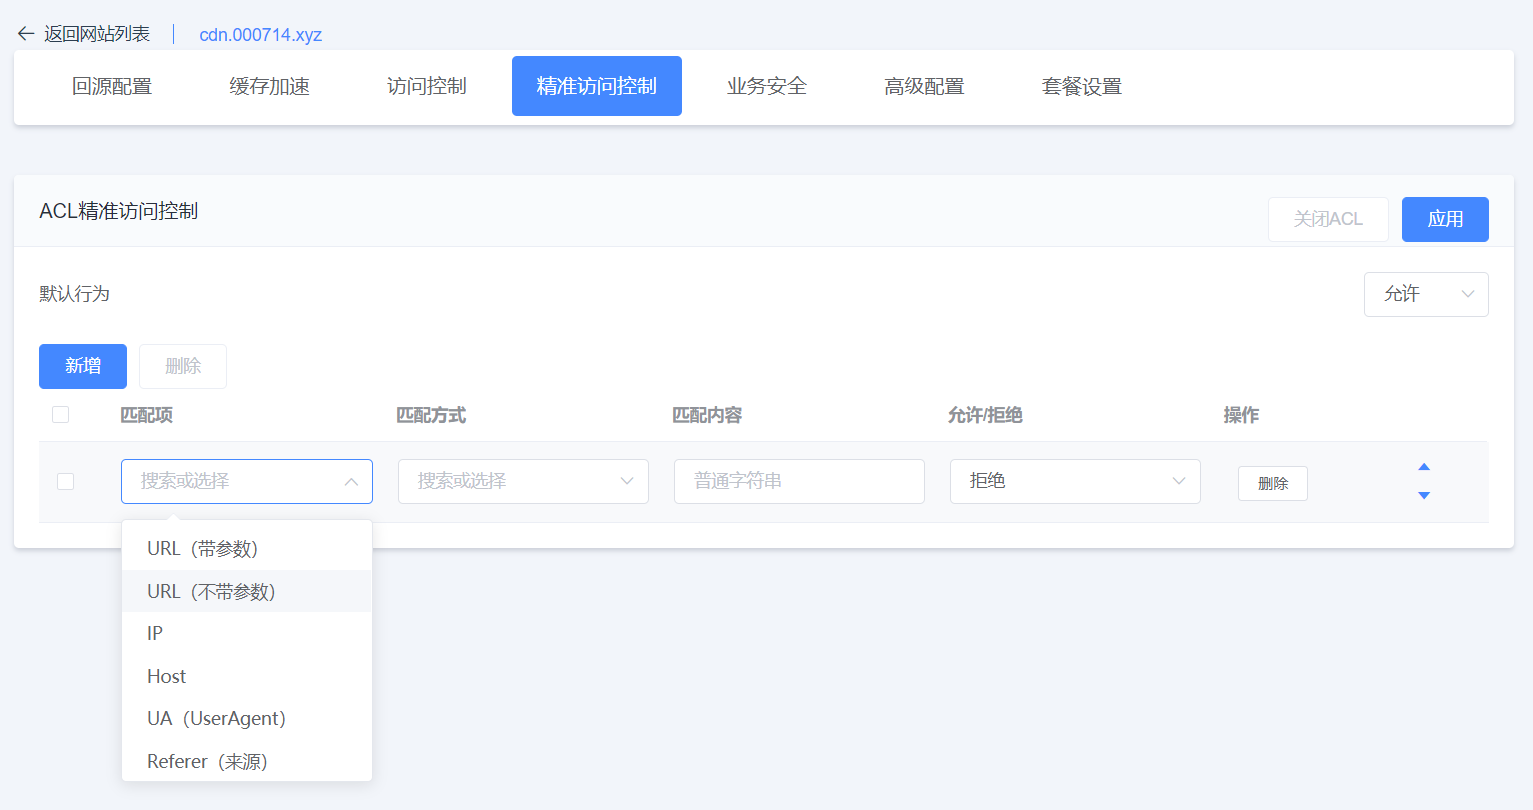 返回网站列表 cdn.000714.xyz
回源配置 缓存加速 访问控制 精准访问控制 业务安全 高级配置 套餐设置
ACL精准访问控制 关闭ACL 应用
默认行为 允许
新增 删除
匹配项 匹配方式 匹配内容 允许/拒绝 操作
搜索或选择 搜索或选择 普通字符串 拒绝 删除
URL（带参数）
URL（不带参数）
IP
Host
UA（UserAgent）
Referer（来源）